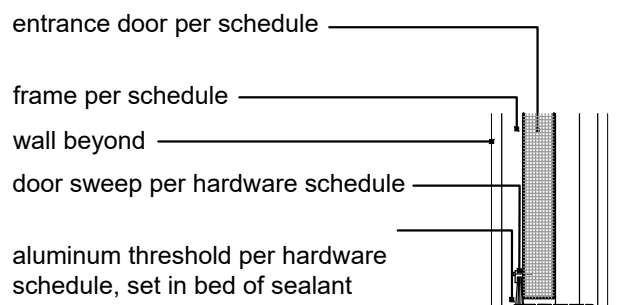 entrance door per schedule
frame per schedule
wall beyond
door sweep per hardware schedule
aluminum threshold per hardware
schedule, set in bed of sealant